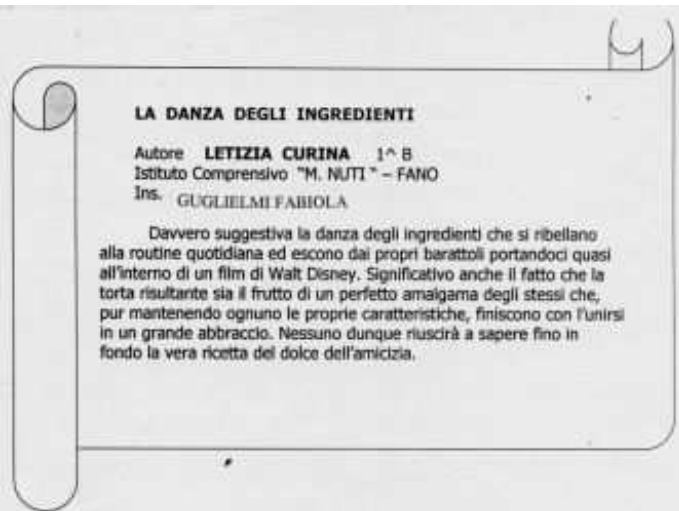 LA DANZA DEGLI INGREDIENTI
Autore LETIZIA CURINA 1^ B
Istituto Comprensivo "M. NUTI " – FANO
Ins. GUGLIELMI FABIOLA
Davvero suggestiva la danza degli ingredienti che si ribellano
alla routine quotidiana ed escono dai propri barattoli portandoci quasi
all'interno di un film di Walt Disney. Significativo anche il fatto che la
torta risultante sia il frutto di un perfetto amalgama degli stessi che,
pur mantenendo ognuno le proprie caratteristiche, finiscono con l'unirsi
in un grande abbraccio. Nessuno dunque riuscirà a sapere fino in
fondo la vera ricetta del dolce dell'amicizia.